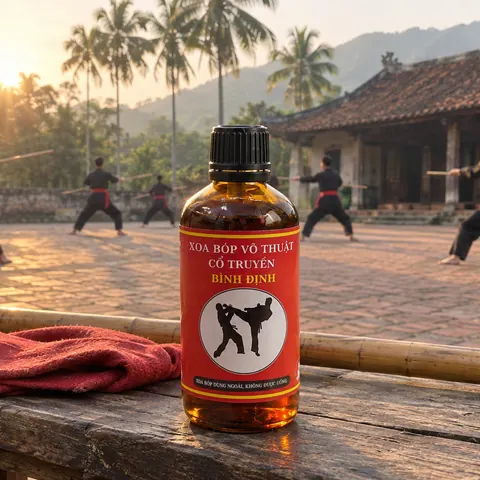 XOA BÓP VÕ THUẬT
CỔ TRUYỀN
BÌNH ĐỊNH
XOA BÓP DÙNG NGOÀI, KHÔNG ĐƯỢC UỐNG